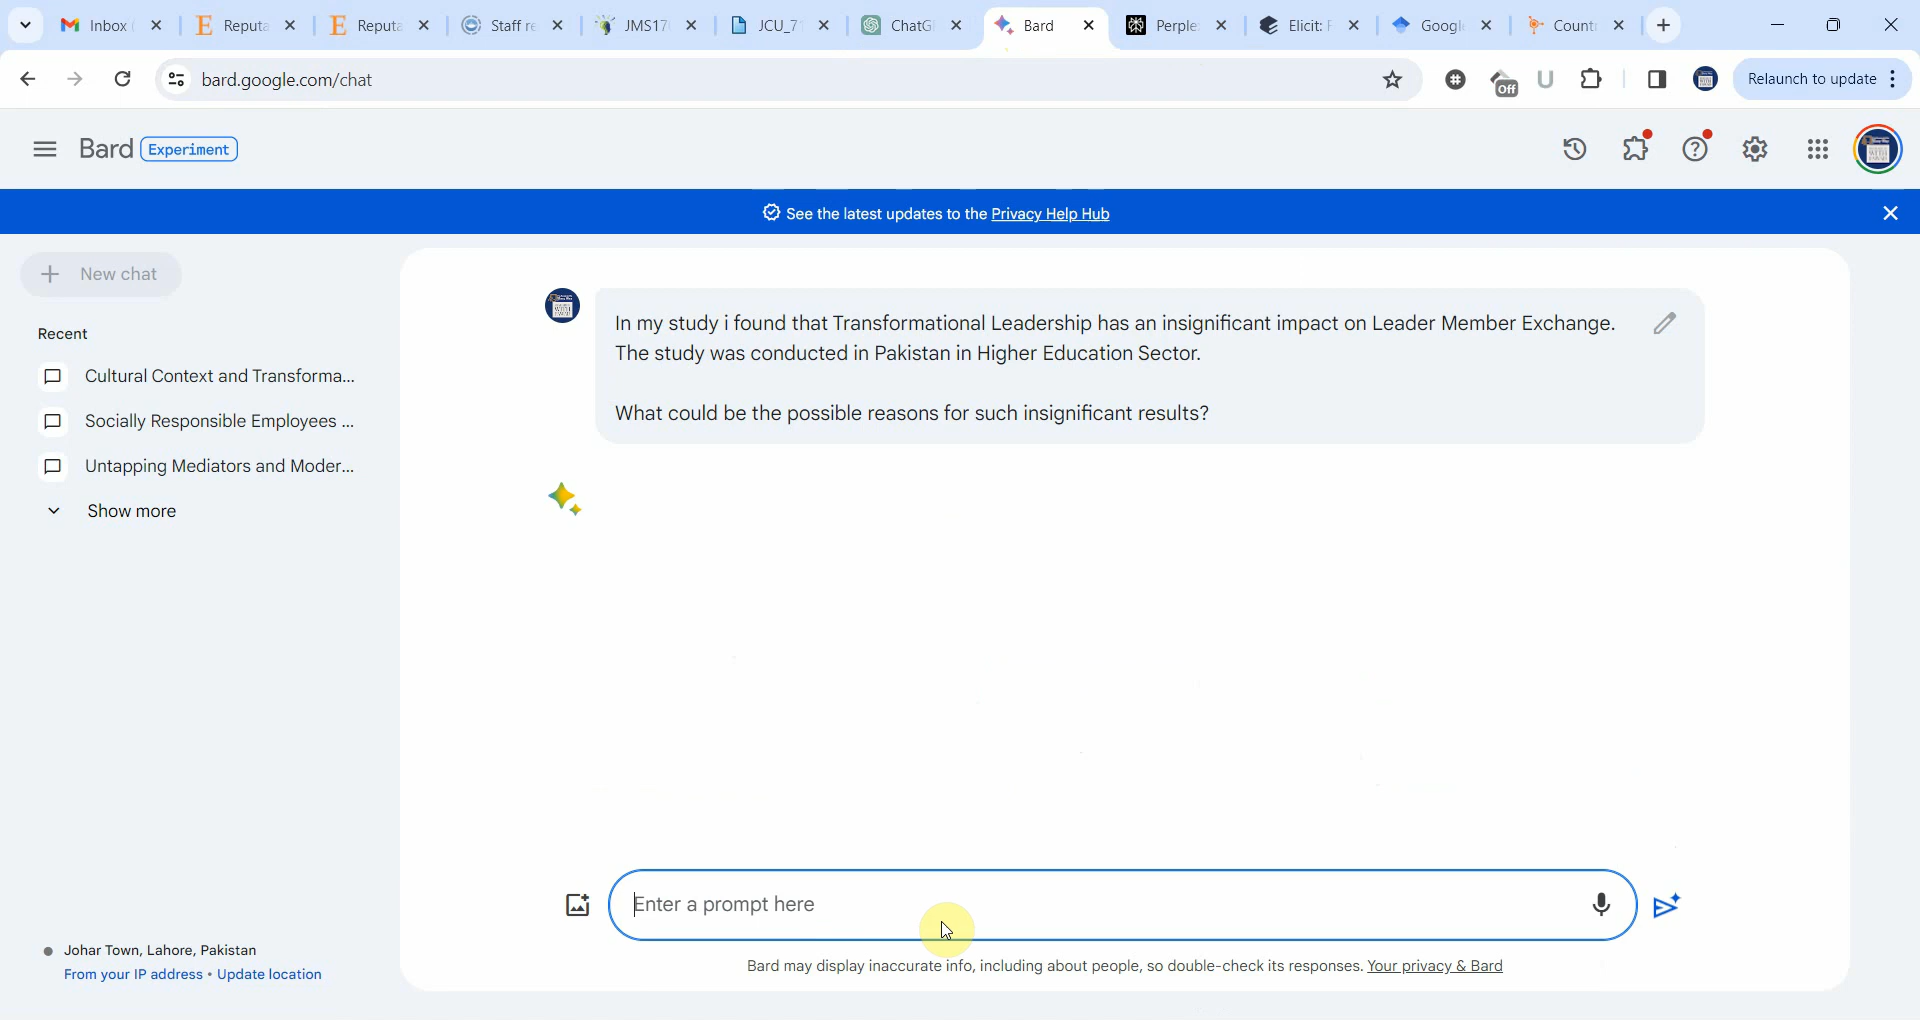 Inbox
Reputa
Reputa
Staff re
JMS17
JCU_7
ChatG
Bard
Perple
Elicit: F
Googl
Count
bard.google.com/chat
Off
Relaunch to update
Bard Experiment
See the latest updates to the Privacy Help Hub
New chat
Recent
Cultural Context and Transforma...
Socially Responsible Employees ...
Untapping Mediators and Moder...
Show more
In my study i found that Transformational Leadership has an insignificant impact on Leader Member Exchange.
The study was conducted in Pakistan in Higher Education Sector.
What could be the possible reasons for such insignificant results?
Enter a prompt here
Johar Town, Lahore, Pakistan
From your IP address • Update location
Bard may display inaccurate info, including about people, so double-check its responses. Your privacy & Bard